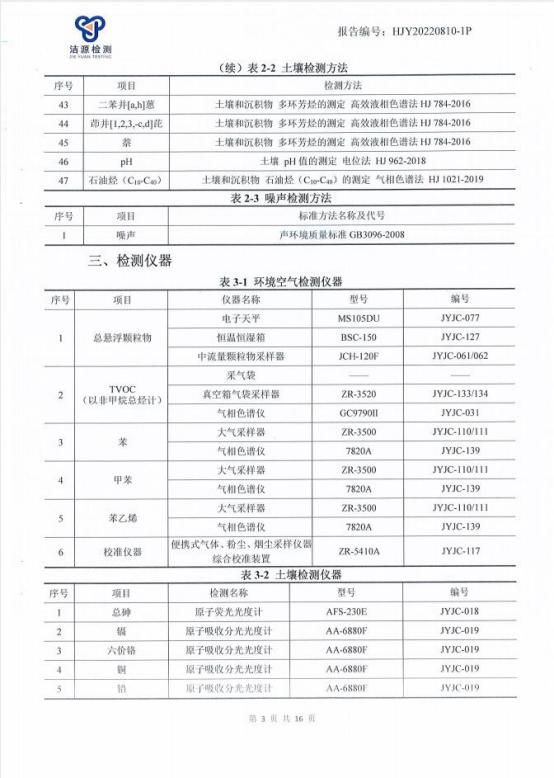 洁源检测
JIE YUAN TESTING
报告编号：HJY20220810-1P
（续）表 2-2 土壤检测方法
序号 项目 检测方法
43 二苯并[a,h]蒽 土壤和沉积物 多环芳烃的测定 高效液相色谱法 HJ 784-2016
44 茚并[1,2,3,-c,d]芘 土壤和沉积物 多环芳烃的测定 高效液相色谱法 HJ 784-2016
45 萘 土壤和沉积物 多环芳烃的测定 高效液相色谱法 HJ 784-2016
46 pH 土壤 pH 值的测定 电位法 HJ 962-2018
47 石油烃（C10-C40） 土壤和沉积物 石油烃（C10-C40）的测定 气相色谱法 HJ 1021-2019
表 2-3 噪声检测方法
序号 项目 标准方法名称及代号
1 噪声 声环境质量标准 GB3096-2008
三、检测仪器
表 3-1 环境空气检测仪器
序号 项目 仪器名称 型号 编号
1 总悬浮颗粒物 电子天平 MS105DU JYJC-077
恒温恒湿箱 BSC-150 JYJC-127
中流量颗粒物采样器 JCH-120F JYJC-061/062
2 TVOC（以非甲烷总烃计） 采气袋 —— ——
真空箱气袋采样器 ZR-3520 JYJC-133/134
气相色谱仪 GC9790II JYJC-031
3 苯 大气采样器 ZR-3500 JYJC-110/111
气相色谱仪 7820A JYJC-139
4 甲苯 大气采样器 ZR-3500 JYJC-110/111
气相色谱仪 7820A JYJC-139
5 苯乙烯 大气采样器 ZR-3500 JYJC-110/111
气相色谱仪 7820A JYJC-139
6 校准仪器 便携式气体、粉尘、烟尘采样仪器综合校准装置 ZR-5410A JYJC-117
表 3-2 土壤检测仪器
序号 项目 检测名称 型号 编号
1 总砷 原子荧光光度计 AFS-230E JYJC-018
2 镉 原子吸收分光光度计 AA-6880F JYJC-019
3 六价铬 原子吸收分光光度计 AA-6880F JYJC-019
4 铜 原子吸收分光光度计 AA-6880F JYJC-019
5 铅 原子吸收分光光度计 AA-6880F JYJC-019
第 3 页 共 16 页